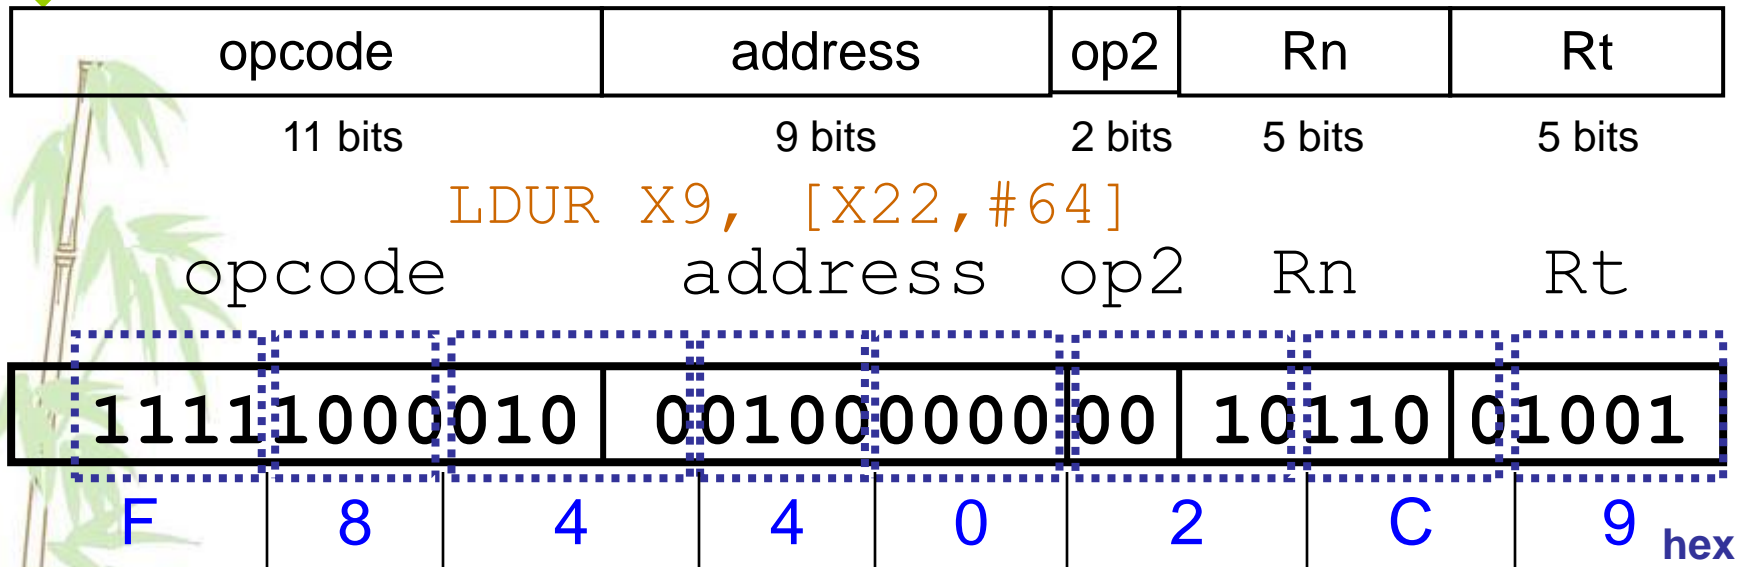 opcode address op2 Rn Rt
11 bits 9 bits 2 bits 5 bits 5 bits
LDUR X9, [X22,#64]
opcode address op2 Rn Rt
11111000010 001000000 00 10110 01001
F 8 4 4 0 2 C 9 hex